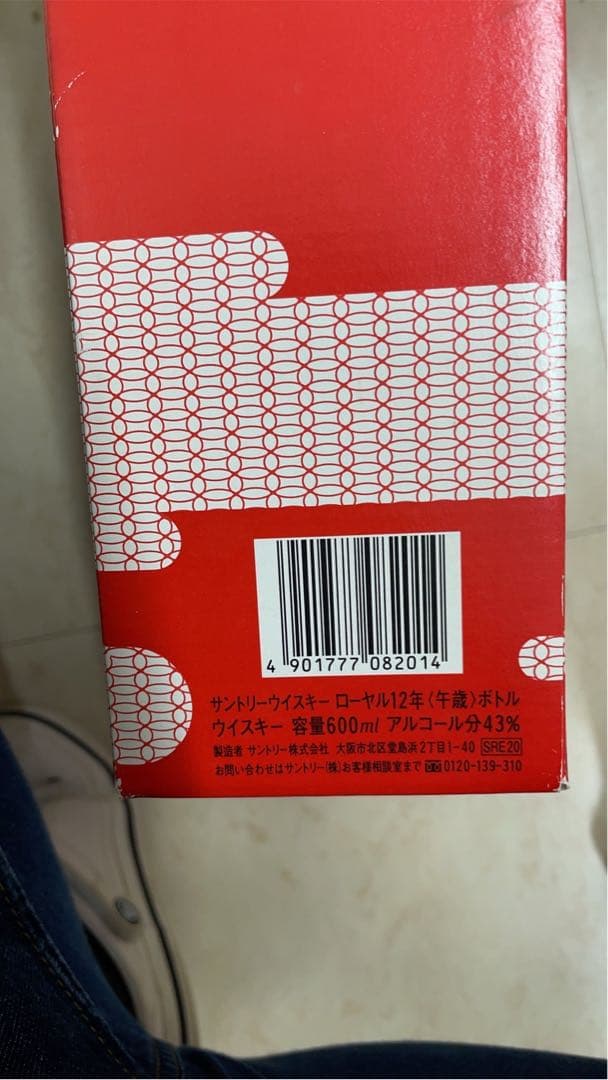 4 901777 082014
サントリーウイスキー ローヤル12年〈午歳〉ボトル
ウイスキー 容量600ml アルコール分43%
製造者 サントリー株式会社 大阪市北区堂島浜2丁目1-40 SRE20
お問い合わせはサントリー(株)お客様相談室まで 0120-139-310